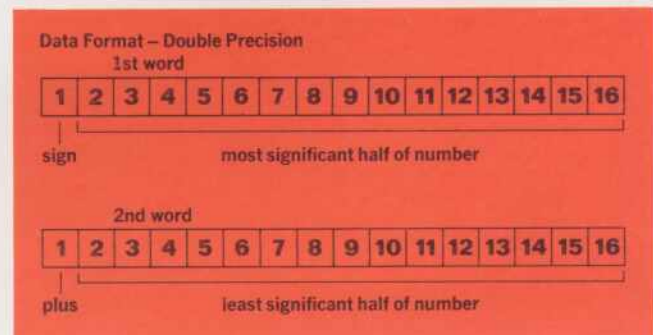 Data Format – Double Precision
1st word
1 2 3 4 5 6 7 8 9 10 11 12 13 14 15 16
sign most significant half of number
2nd word
1 2 3 4 5 6 7 8 9 10 11 12 13 14 15 16
plus least significant half of number